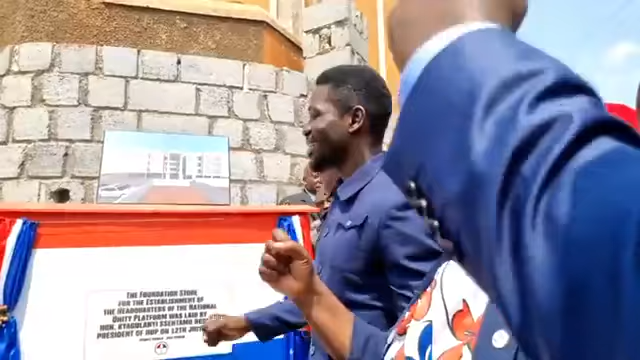 THE FOUNDATION STONE
FOR THE ESTABLISHMENT OF
THE HEADQUARTERS OF THE NATIONAL
UNITY PLATFORM WAS LAID BY
HON. KYAGULANYI SSENTAMU
PRESIDENT OF NUP ON 12TH